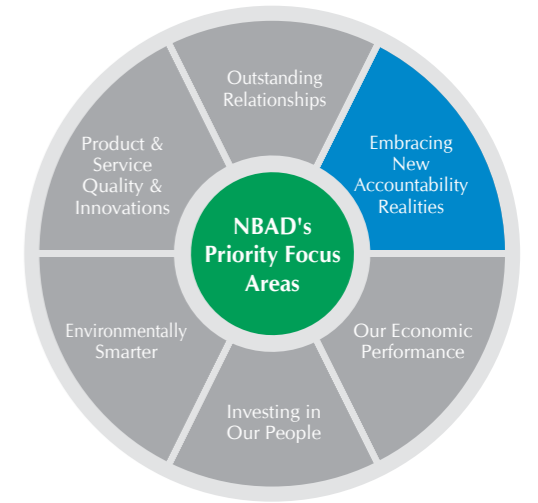 Outstanding
Relationships
Embracing
New
Accountability
Realities
Product &
Service
Quality &
Innovations
NBAD's
Priority Focus
Areas
Environmentally
Smarter
Our Economic
Performance
Investing in
Our People